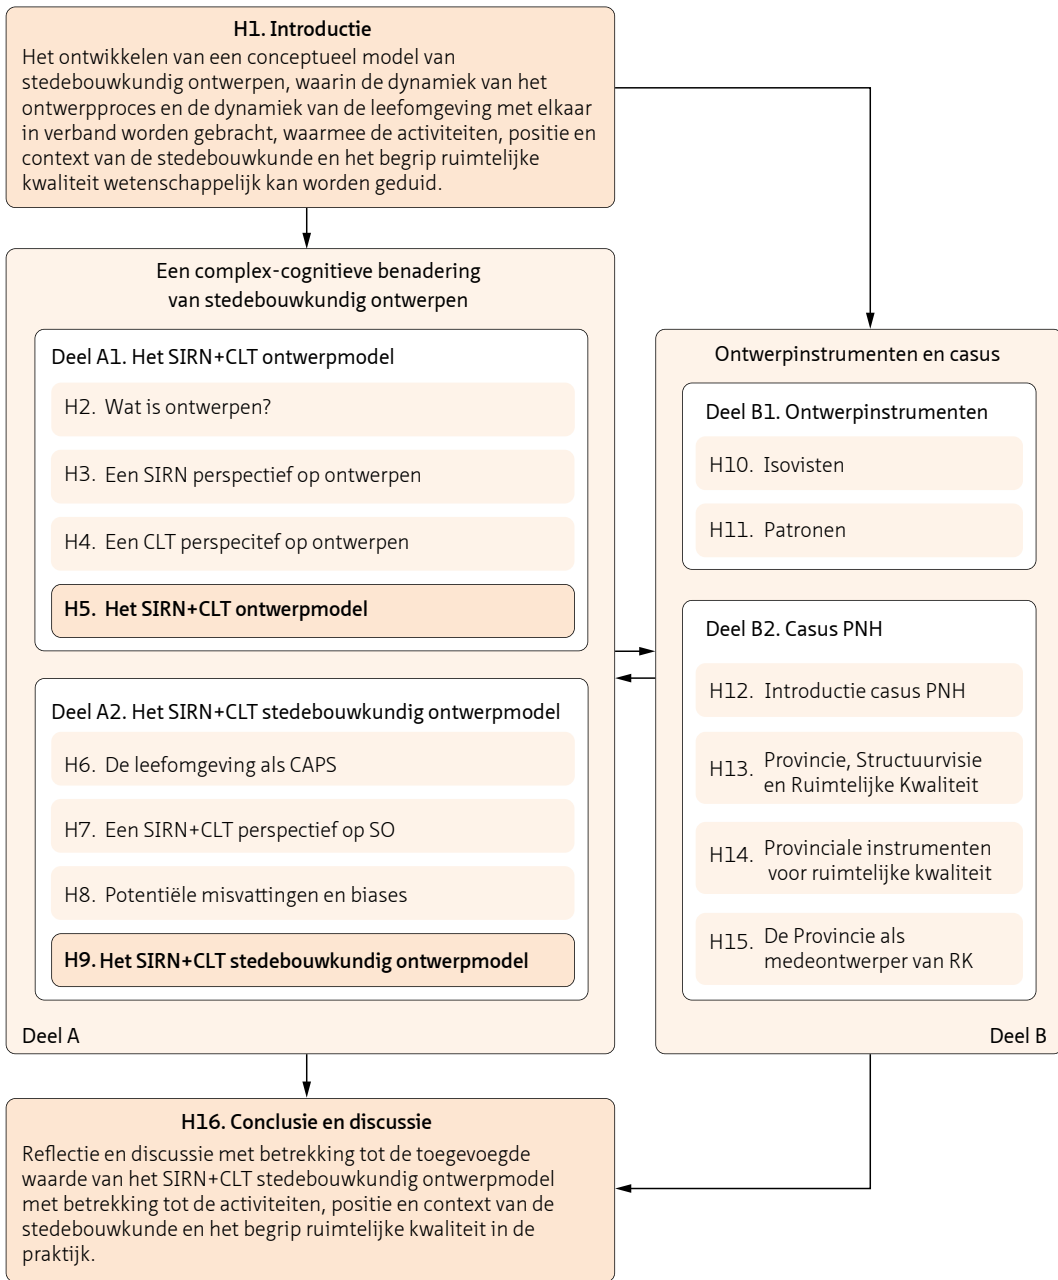 H1. Introductie
Het ontwikkelen van een conceptueel model van
stedebouwkundig ontwerpen, waarin de dynamiek van het
ontwerpproces en de dynamiek van de leefomgeving met elkaar
in verband worden gebracht, waarmee de activiteiten, positie en
context van de stedebouwkunde en het begrip ruimtelijke
kwaliteit wetenschappelijk kan worden geduid.
Een complex-cognitieve benadering
van stedebouwkundig ontwerpen
Deel A1. Het SIRN+CLT ontwerpmodel
H2. Wat is ontwerpen?
H3. Een SIRN perspectief op ontwerpen
H4. Een CLT perspecitef op ontwerpen
H5. Het SIRN+CLT ontwerpmodel
Deel A2. Het SIRN+CLT stedebouwkundig ontwerpmodel
H6. De leefomgeving als CAPS
H7. Een SIRN+CLT perspectief op SO
H8. Potentiële misvattingen en biases
H9. Het SIRN+CLT stedebouwkundig ontwerpmodel
Deel A
Ontwerpinstrumenten en casus
Deel B1. Ontwerpinstrumenten
H10. Isovisten
H11. Patronen
Deel B2. Casus PNH
H12. Introductie casus PNH
H13. Provincie, Structuurvisie
en Ruimtelijke Kwaliteit
H14. Provinciale instrumenten
voor ruimtelijke kwaliteit
H15. De Provincie als
medeontwerper van RK
Deel B
H16. Conclusie en discussie
Reflectie en discussie met betrekking tot de toegevoegde
waarde van het SIRN+CLT stedebouwkundig ontwerpmodel
met betrekking tot de activiteiten, positie en context van de
stedebouwkunde en het begrip ruimtelijke kwaliteit in de
praktijk.